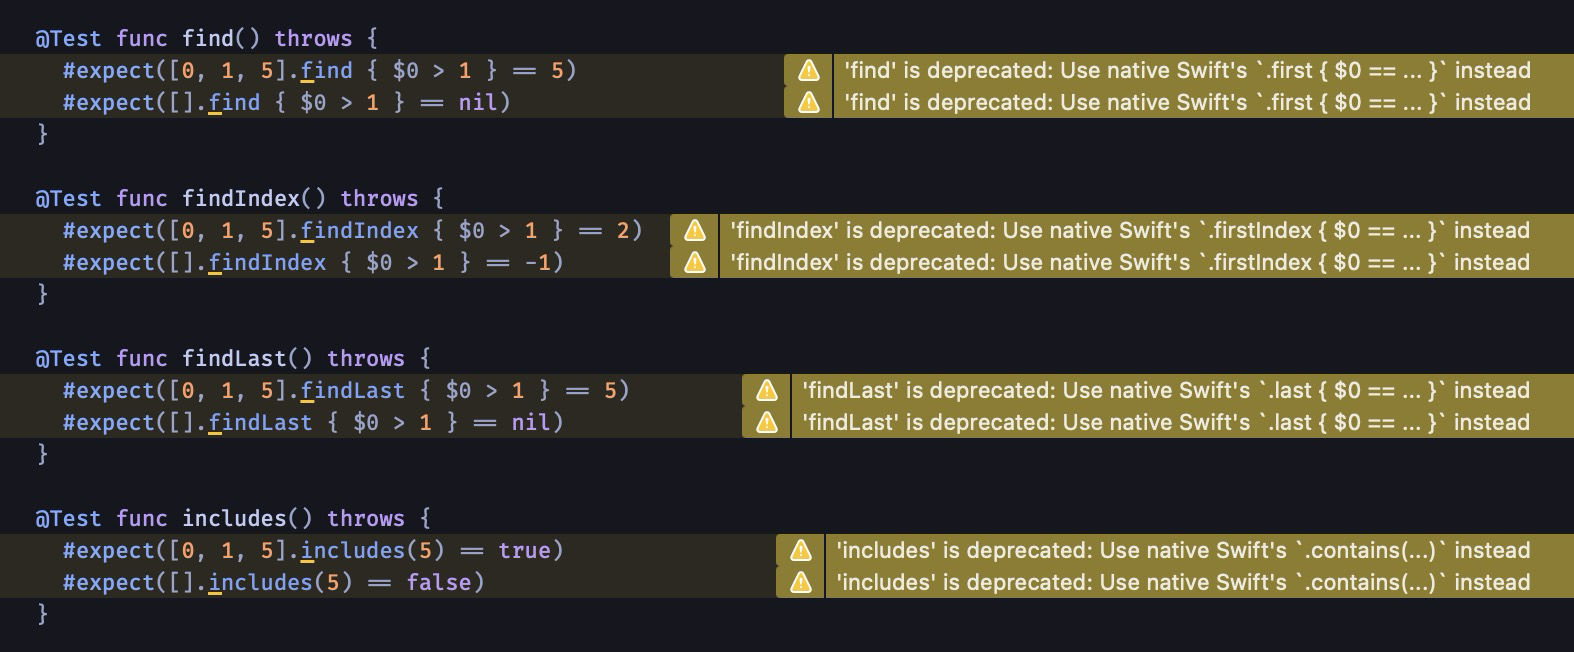 @Test func find() throws {
#expect([0, 1, 5].find { $0 > 1 } == 5) 'find' is deprecated: Use native Swift's `.first { $0 == ... }` instead
#expect([].find { $0 > 1 } == nil) 'find' is deprecated: Use native Swift's `.first { $0 == ... }` instead
}
@Test func findIndex() throws {
#expect([0, 1, 5].findIndex { $0 > 1 } == 2) 'findIndex' is deprecated: Use native Swift's `.firstIndex { $0 == ... }` instead
#expect([].findIndex { $0 > 1 } == -1) 'findIndex' is deprecated: Use native Swift's `.firstIndex { $0 == ... }` instead
}
@Test func findLast() throws {
#expect([0, 1, 5].findLast { $0 > 1 } == 5) 'findLast' is deprecated: Use native Swift's `.last { $0 == ... }` instead
#expect([].findLast { $0 > 1 } == nil) 'findLast' is deprecated: Use native Swift's `.last { $0 == ... }` instead
}
@Test func includes() throws {
#expect([0, 1, 5].includes(5) == true) 'includes' is deprecated: Use native Swift's `.contains(...)` instead
#expect([].includes(5) == false) 'includes' is deprecated: Use native Swift's `.contains(...)` instead
}